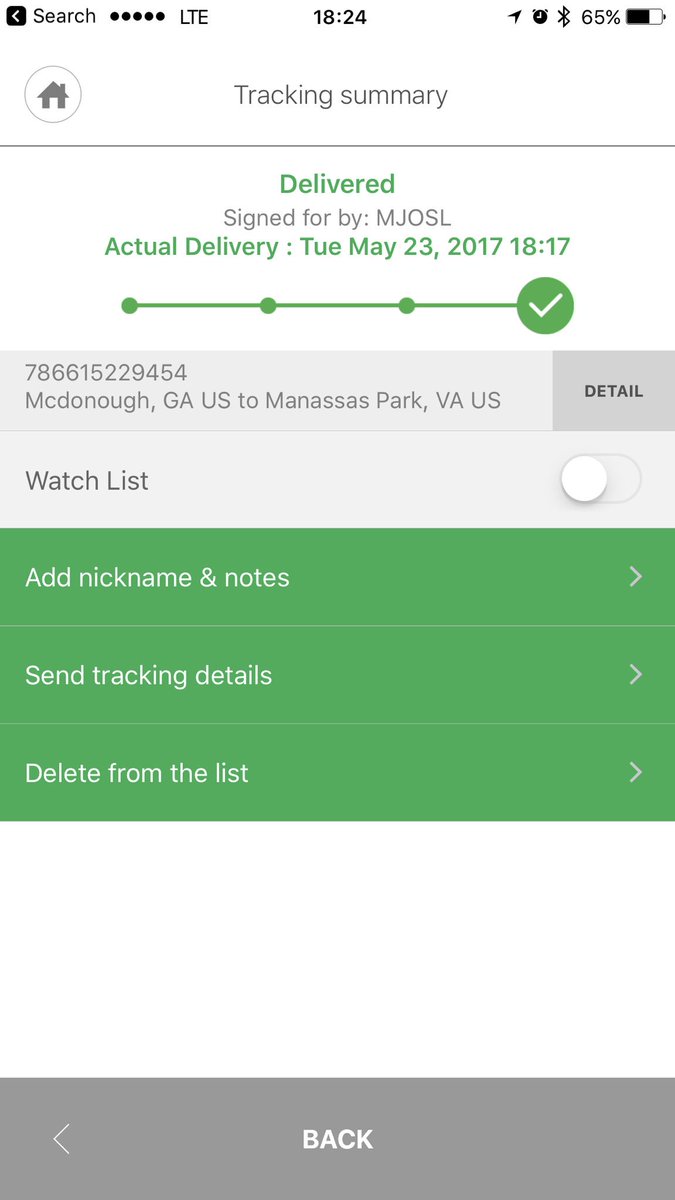 Search LTE 18:24 65%
Tracking summary
Delivered
Signed for by: MJOSL
Actual Delivery : Tue May 23, 2017 18:17
786615229454
Mcdonough, GA US to Manassas Park, VA US
DETAIL
Watch List
Add nickname & notes
Send tracking details
Delete from the list
BACK